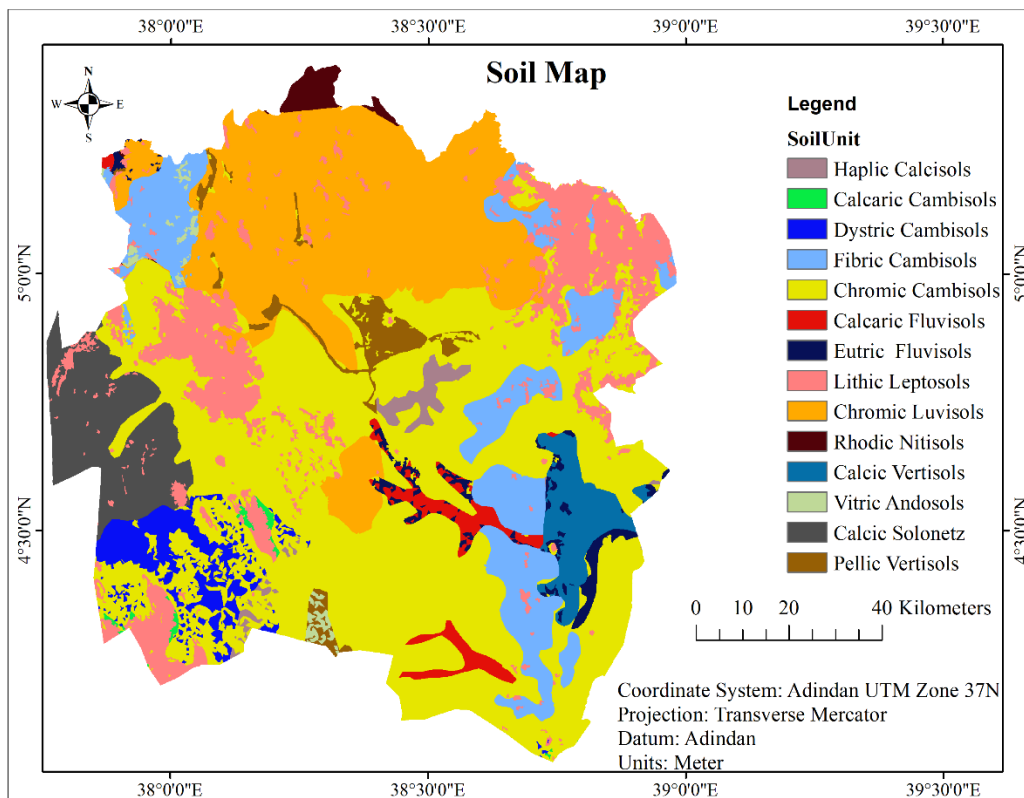 38°0'0"E 38°30'0"E 39°0'0"E 39°30'0"E
Soil Map
N
W E
S
Legend
SoilUnit
Haplic Calcisols
Calcaric Cambisols
Dystric Cambisols
Fibric Cambisols
Chromic Cambisols
Calcaric Fluvisols
Eutric Fluvisols
Lithic Leptosols
Chromic Luvisols
Rhodic Nitisols
Calcic Vertisols
Vitric Andosols
Calcic Solonetz
Pellic Vertisols
5°0'0"N
5°0'0"N
4°30'0"N
4°30'0"N
0 10 20 40 Kilometers
Coordinate System: Adindan UTM Zone 37N
Projection: Transverse Mercator
Datum: Adindan
Units: Meter
38°0'0"E 38°30'0"E 39°0'0"E 39°30'0"E